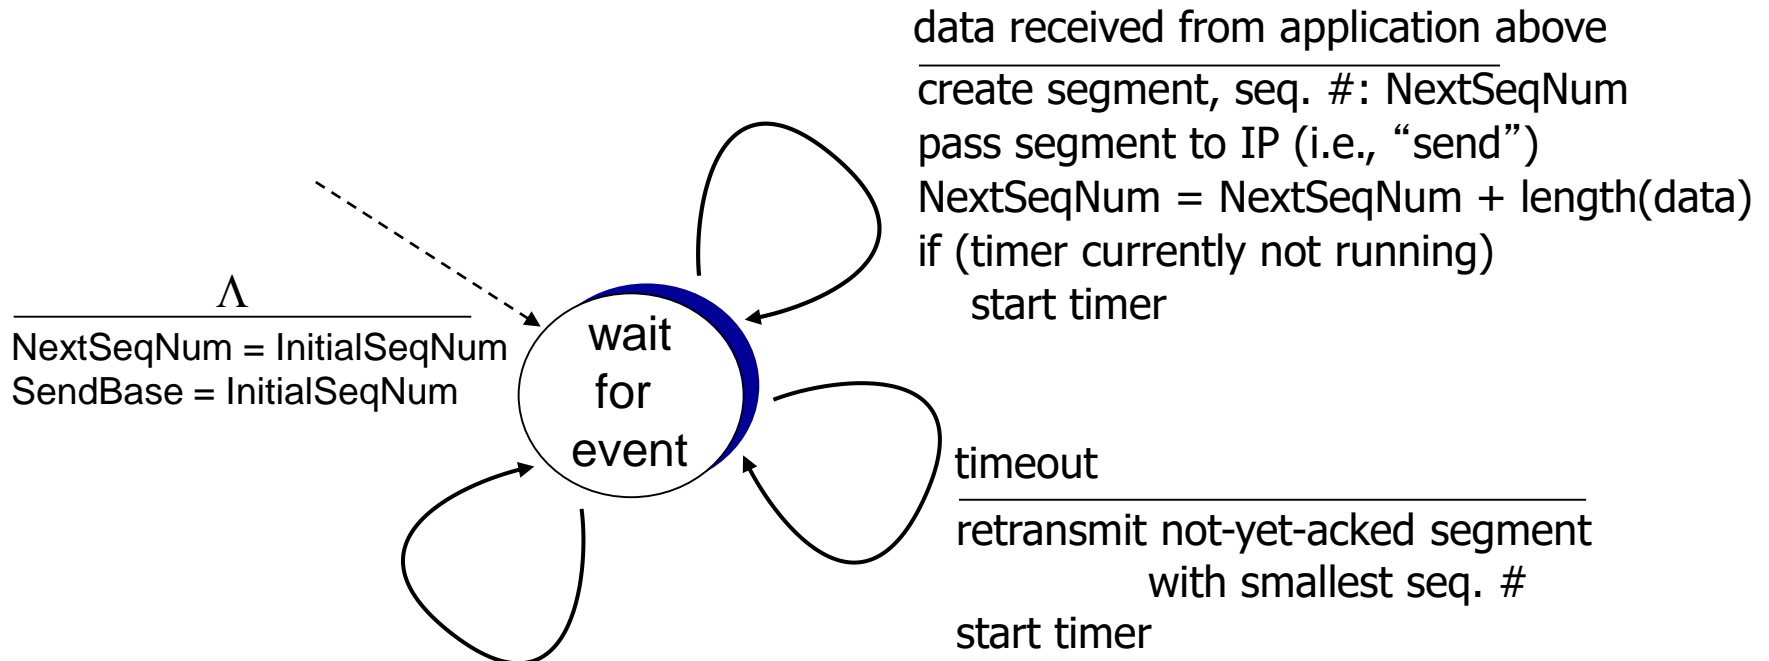 data received from application above
create segment, seq. #: NextSeqNum
pass segment to IP (i.e., “send”)
NextSeqNum = NextSeqNum + length(data)
if (timer currently not running)
start timer
Λ
NextSeqNum = InitialSeqNum
SendBase = InitialSeqNum
wait
for
event
timeout
retransmit not-yet-acked segment
with smallest seq. #
start timer